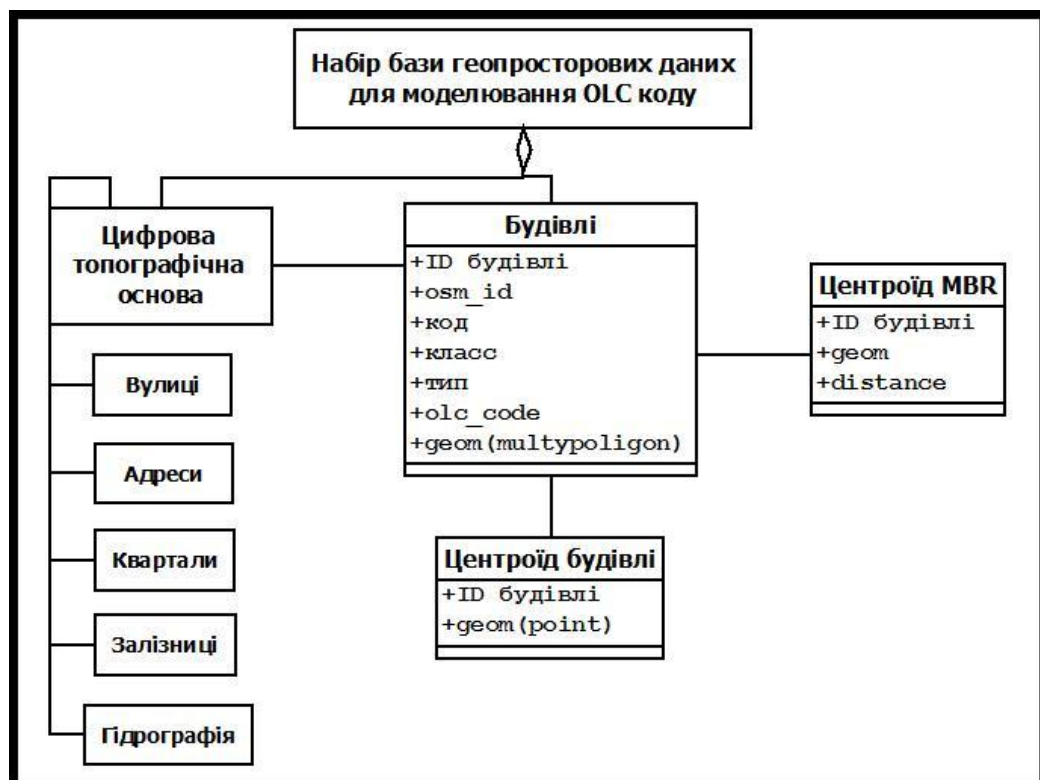 Набір бази геопросторових даних
для моделювання OLC коду
Цифрова
топографічна
основа
Вулиці
Адреси
Квартали
Залізниці
Гідрографія
Будівлі
+ID будівлі
+osm_id
+код
+класс
+тип
+olc_code
+geom(multypoligon)
Центроїд MBR
+ID будівлі
+geom
+distance
Центроїд будівлі
+ID будівлі
+geom(point)